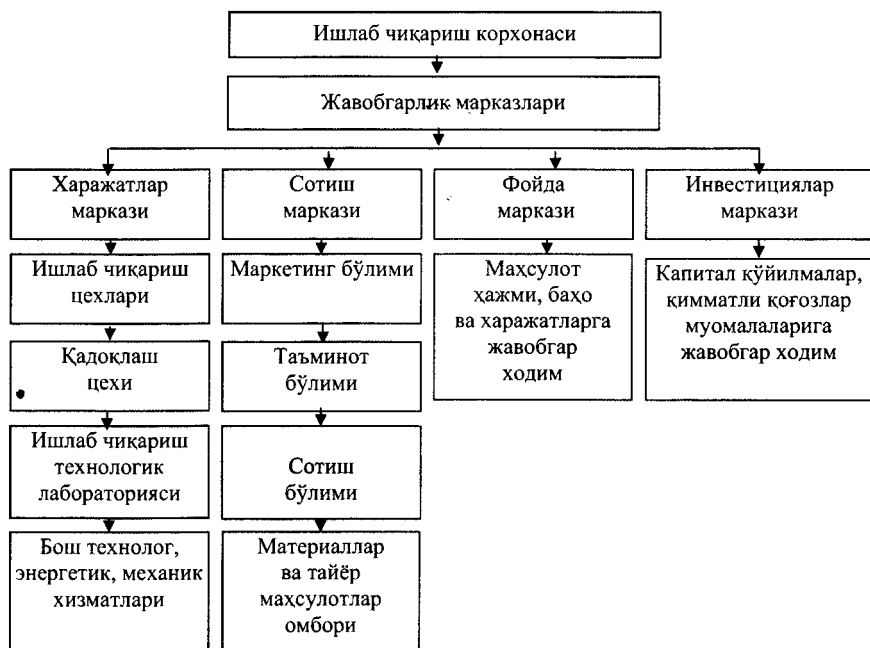 Ишлаб чиқариш корхонаси
Жавобгарлик марказлари
Харажатлар
маркази
Сотиш
маркази
Фойда
маркази
Инвестициялар
маркази
Ишлаб чиқариш
цехлари
Маркетинг бўлими
Маҳсулот
ҳажми, баҳо
ва харажатларга
жавобгар
ходим
Капитал қўйилмалар,
қимматли қоғозлар
муомалаларига
жавобгар ходим
Қадоқлаш
цехи
Таъминот
бўлими
Ишлаб чиқариш
технологик
лабораторияси
Сотиш
бўлими
Бош технолог,
энергетик, механик
хизматлари
Материаллар
ва тайёр
маҳсулотлар
омбори